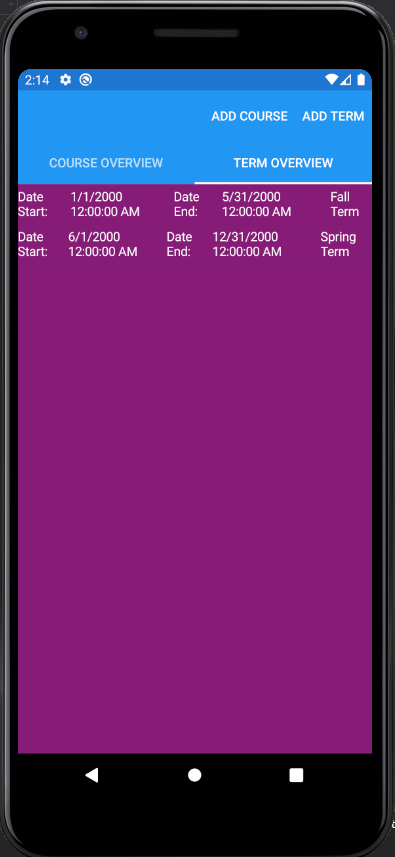 2:14
ADD COURSE ADD TERM
COURSE OVERVIEW TERM OVERVIEW
Date 1/1/2000 Date 5/31/2000 Fall
Start: 12:00:00 AM End: 12:00:00 AM Term
Date 6/1/2000 Date 12/31/2000 Spring
Start: 12:00:00 AM End: 12:00:00 AM Term